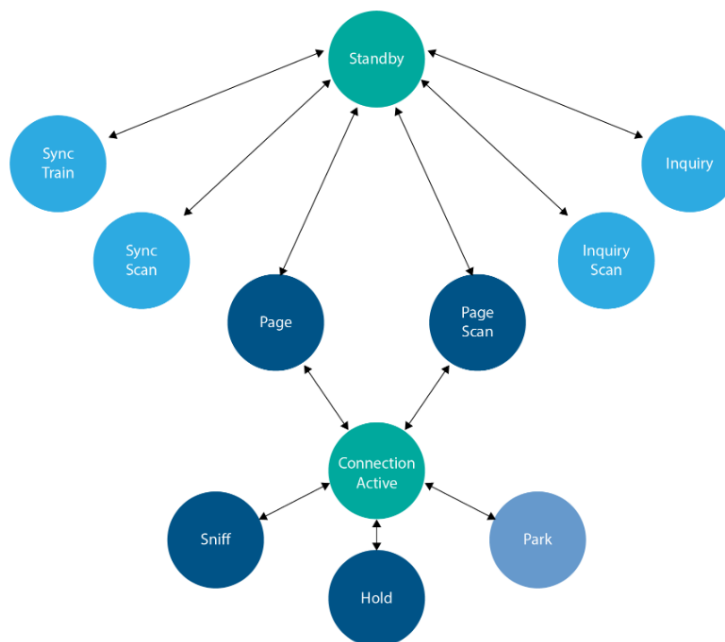 Standby
Sync
Train
Inquiry
Sync
Scan
Inquiry
Scan
Page
Page
Scan
Connection
Active
Sniff
Park
Hold